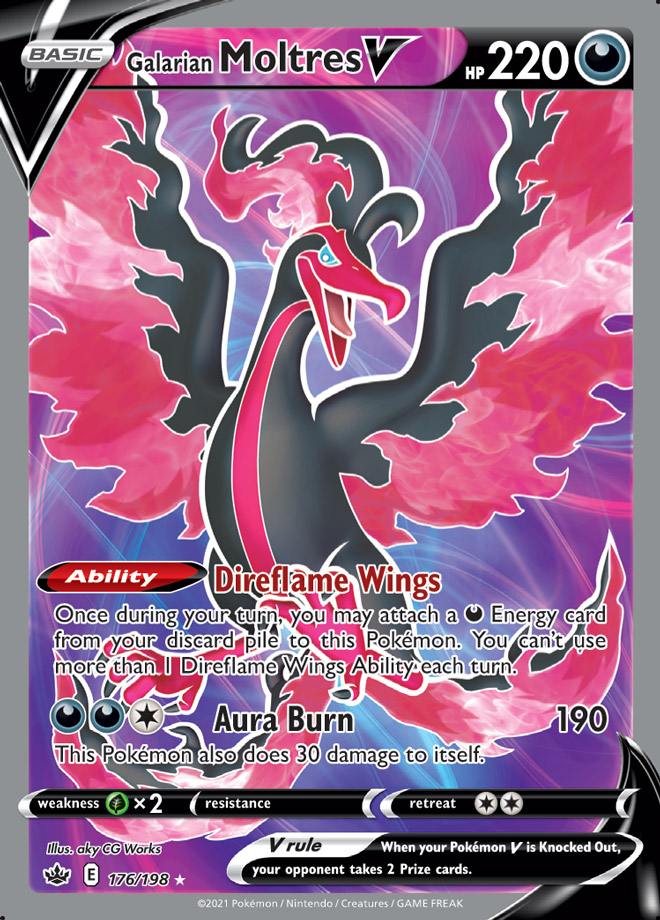 BASIC
Galarian Moltres V HP 220
Ability Direflame Wings
Once during your turn, you may attach a Energy card
from your discard pile to this Pokémon. You can't use
more than 1 Direflame Wings Ability each turn.
Aura Burn 190
This Pokémon also does 30 damage to itself.
weakness ×2 resistance retreat
Illus. aky CG Works
V rule When your Pokémon V is Knocked Out,
your opponent takes 2 Prize cards.
E 176/198 ★
©2021 Pokémon / Nintendo / Creatures / GAME FREAK